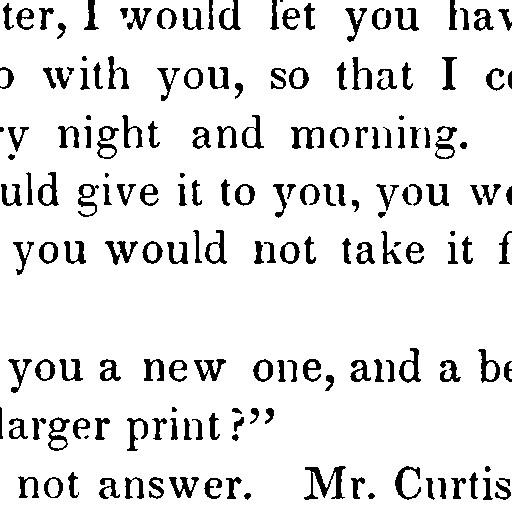 ter, I would let you hav
o with you, so that I c
ry night and morning.
uld give it to you, you w
you would not take it f
you a new one, and a be
larger print?”
not answer. Mr. Curtis